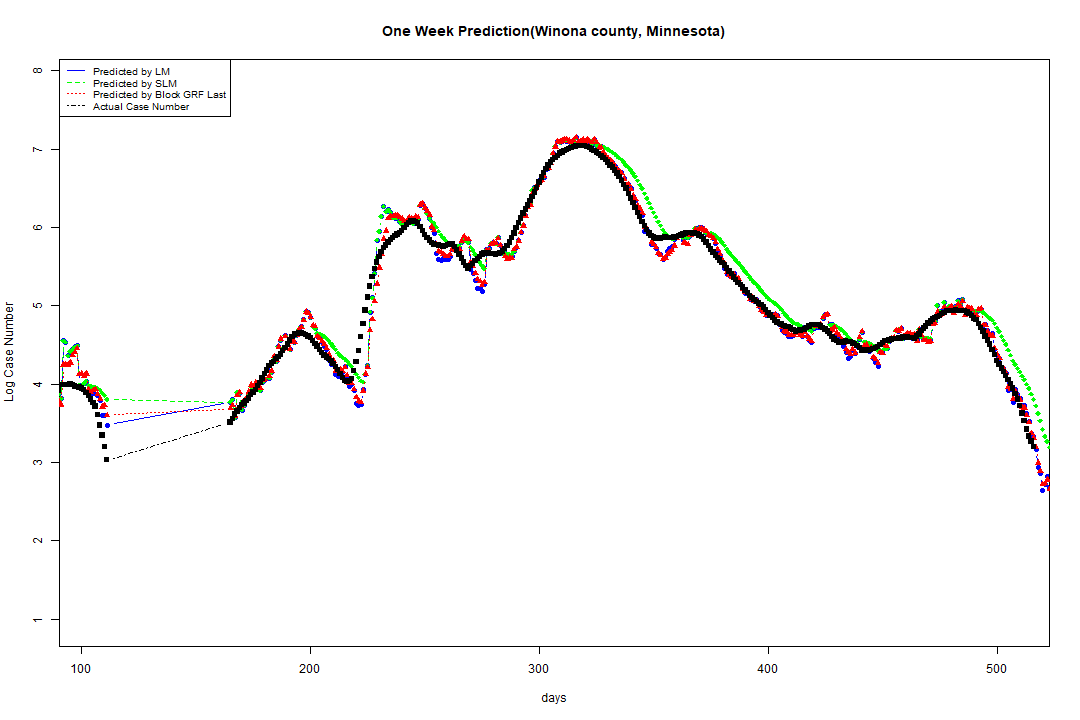 One Week Prediction(Winona county, Minnesota)
Predicted by LM
Predicted by SLM
Predicted by Block GRF Last
Actual Case Number
8
7
6
5
4
3
2
1
Log Case Number
100 200 300 400 500
days